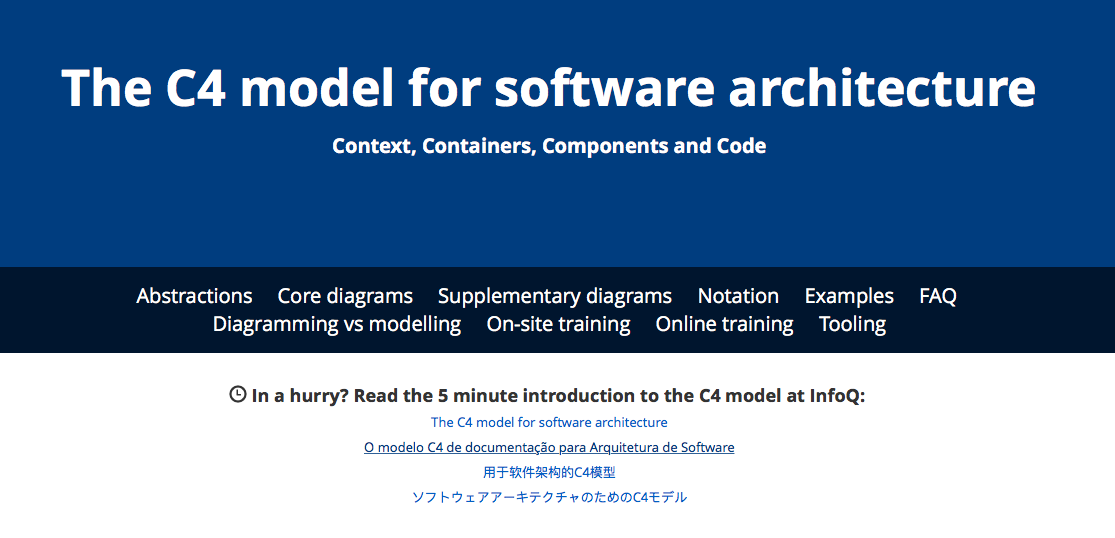 The C4 model for software architecture
Context, Containers, Components and Code
Abstractions Core diagrams Supplementary diagrams Notation Examples FAQ
Diagramming vs modelling On-site training Online training Tooling
In a hurry? Read the 5 minute introduction to the C4 model at InfoQ:
The C4 model for software architecture
O modelo C4 de documentação para Arquitetura de Software
用于软件架构的C4模型
ソフトウェアアーキテクチャのためのC4モデル